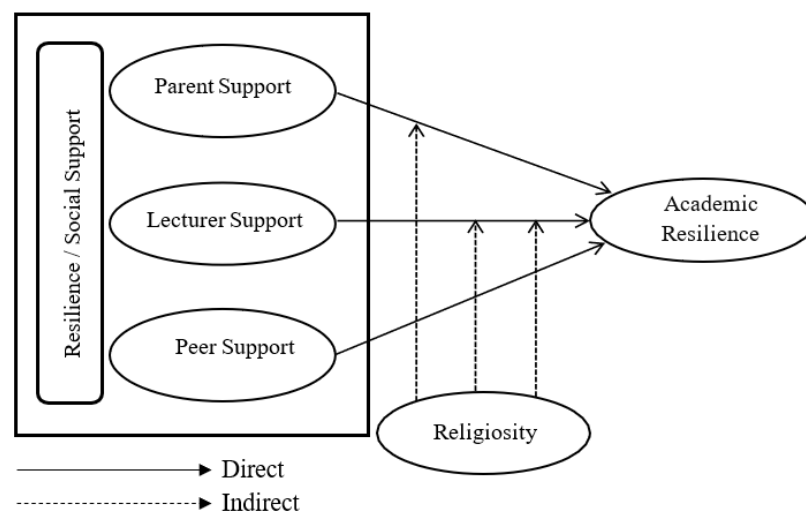 Resilience / Social Support
Parent Support
Lecturer Support
Peer Support
Academic
Resilience
Religiosity
Direct
Indirect